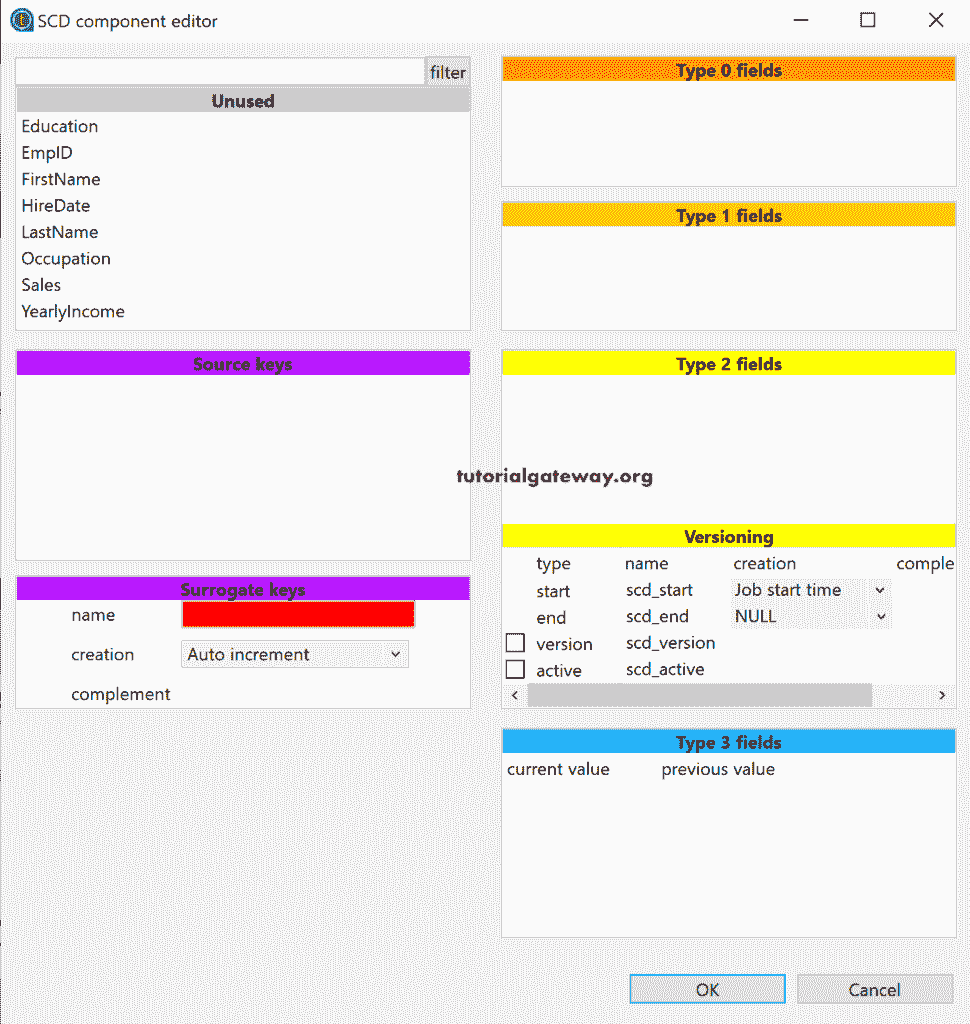 SCD component editor
filter
Unused
Education
EmpID
FirstName
HireDate
LastName
Occupation
Sales
YearlyIncome
Source keys
Surrogate keys
name
creation Auto increment
complement
Type 0 fields
Type 1 fields
Type 2 fields
tutorialgateway.org
Versioning
type name creation comple
start scd_start Job start time
end scd_end NULL
version scd_version
active scd_active
Type 3 fields
current value previous value
OK Cancel